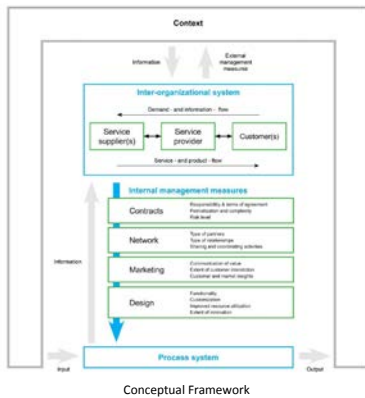 Context
Information
External
management
measures
Inter-organizational system
Demand - and information - flow
Service
supplier(s)
Service
provider
Customer(s)
Service - and product - flow
Internal management measures
Contracts
Responsibility & terms of agreement
Formalization and complexity
Risk level
Network
Type of partners
Type of relationships
Sharing and coordinating activities
Marketing
Communication of value
Extent of customer interaction
Customer and market insights
Design
Functionality
Customization
Improved resource utilization
Extent of innovation
Information
Process system
Input
Output
Conceptual Framework